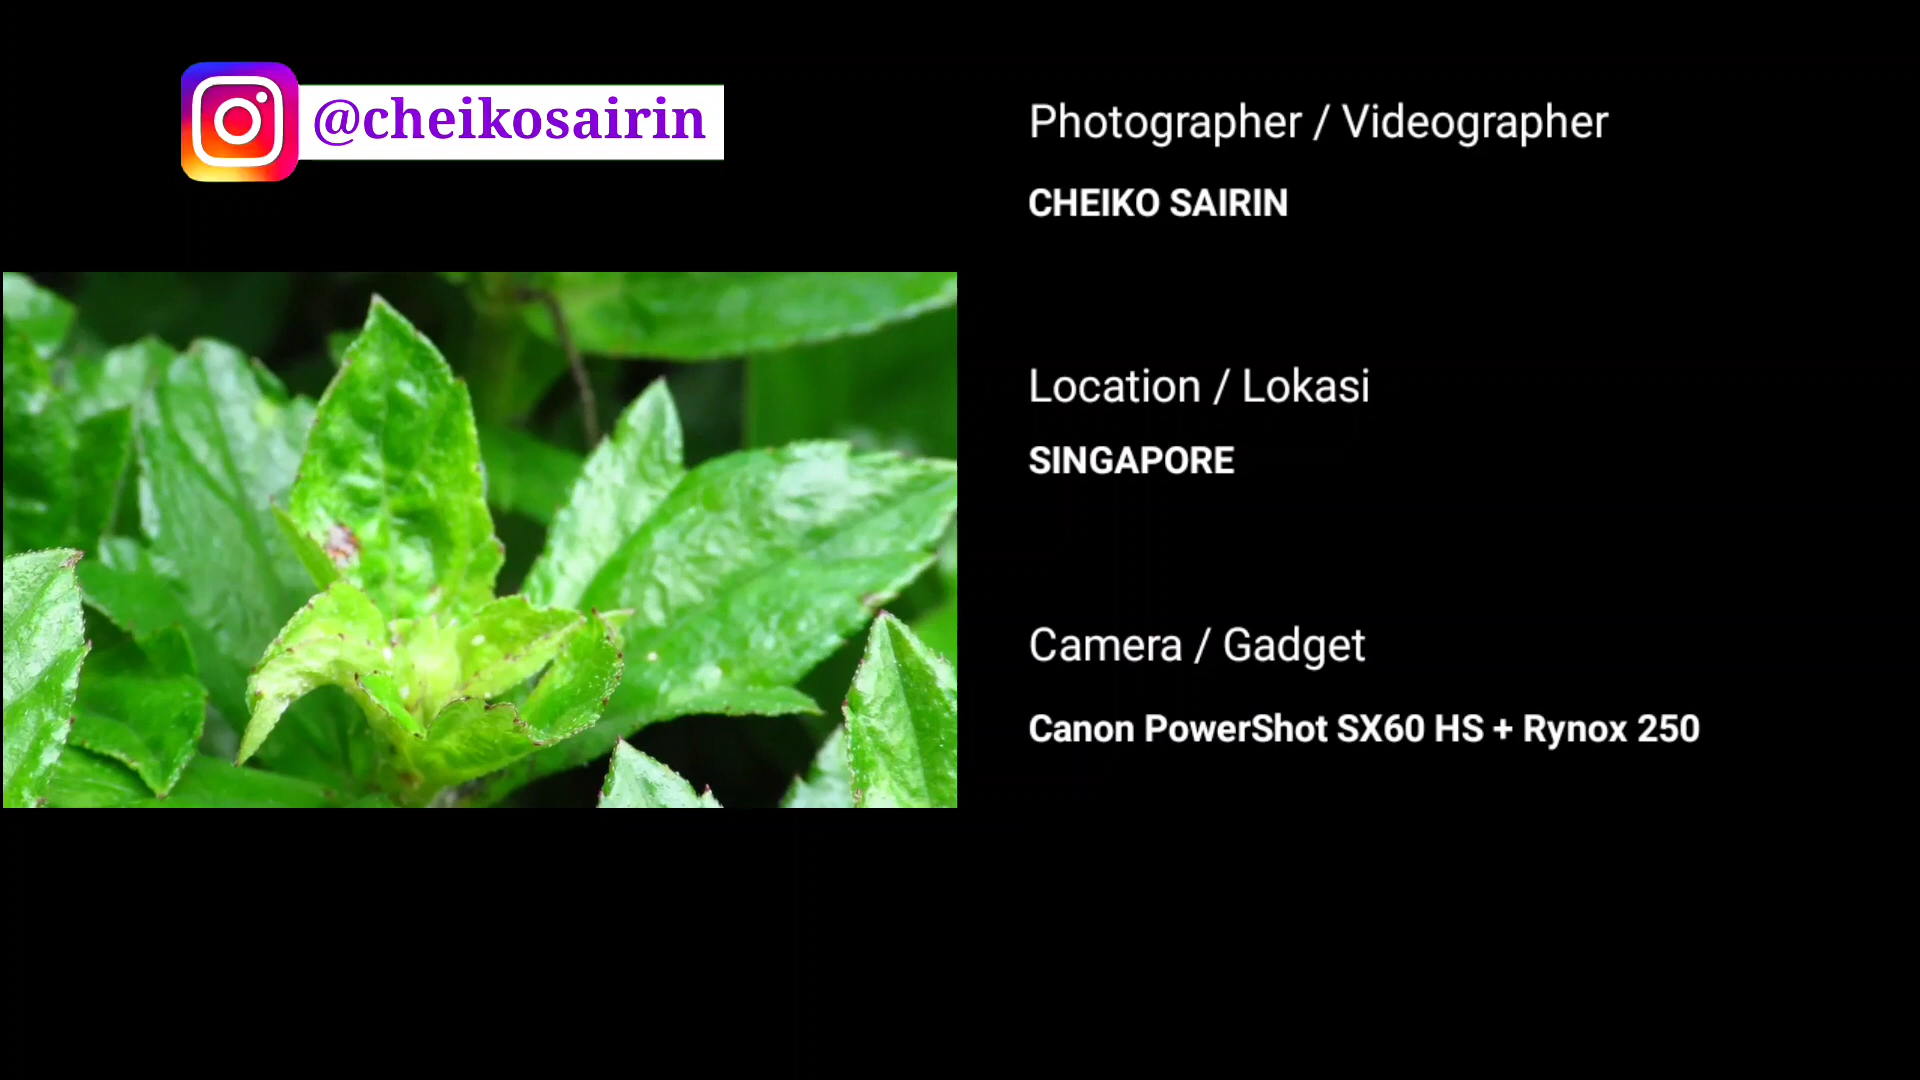 @cheikosairin
Photographer / Videographer
CHEIKO SAIRIN
Location / Lokasi
SINGAPORE
Camera / Gadget
Canon PowerShot SX60 HS + Rynox 250